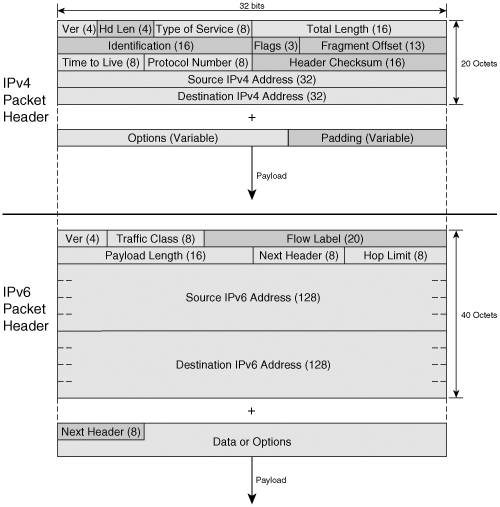 32 bits
Ver (4) Hd Len (4) Type of Service (8) Total Length (16)
Identification (16) Flags (3) Fragment Offset (13)
Time to Live (8) Protocol Number (8) Header Checksum (16)
Source IPv4 Address (32)
Destination IPv4 Address (32)
IPv4
Packet
Header
20 Octets
+
Options (Variable) Padding (Variable)
Payload
Ver (4) Traffic Class (8) Flow Label (20)
Payload Length (16) Next Header (8) Hop Limit (8)
Source IPv6 Address (128)
Destination IPv6 Address (128)
IPv6
Packet
Header
40 Octets
+
Next Header (8)
Data or Options
Payload